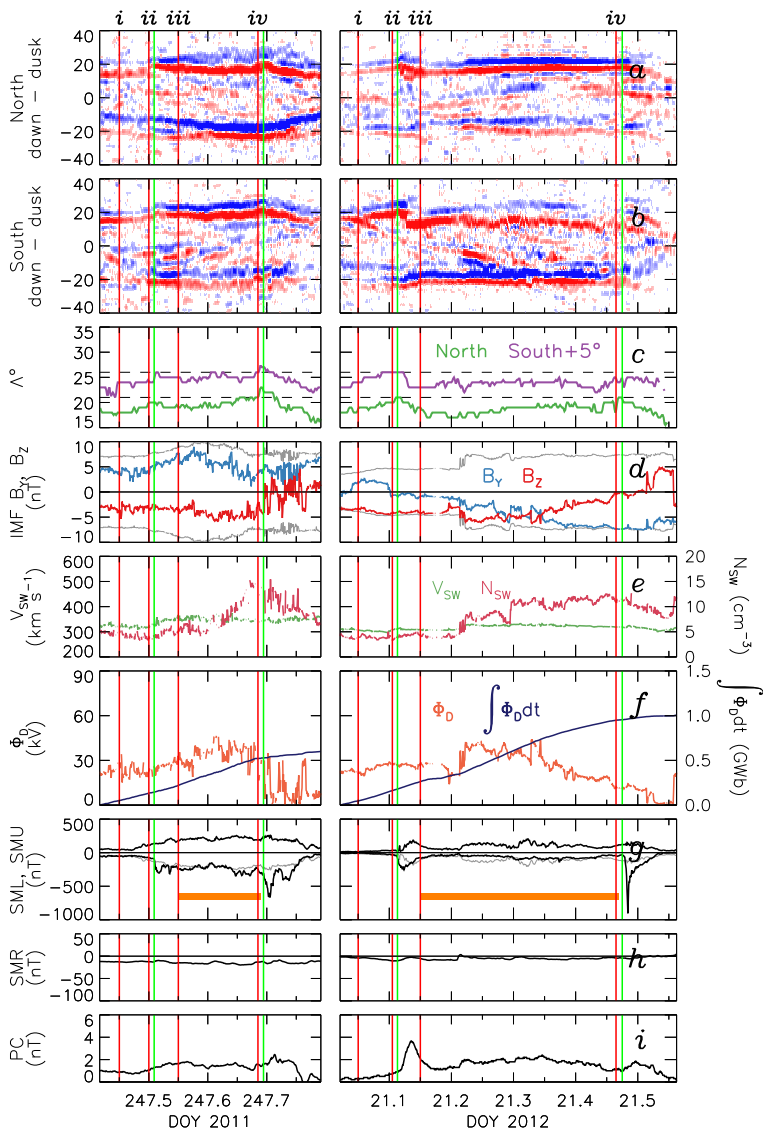 i ii iii iv i ii iii iv
North
dawn − dusk
40
20
0
−20
−40
a
South
dawn − dusk
40
20
0
−20
−40
b
Λ°
35
30
25
20
15
North South+5° c
IMF B_Y, B_Z
(nT)
10
5
0
−5
−10
B_Y B_Z d
V_SW
(km s⁻¹)
600
500
400
300
200
V_SW N_SW e
20
15
10
5
0
N_SW (cm⁻³)
Φ_D
(kV)
90
60
30
0
Φ_D ∫Φ_D dt f
1.5
1.0
0.5
0.0
∫Φ_D dt (GWb)
SML, SMU
(nT)
500
0
−500
−1000
g
SMR
(nT)
50
0
−50
−100
h
PC
(nT)
6
4
2
0
i
247.5 247.6 247.7 21.1 21.2 21.3 21.4 21.5
DOY 2011 DOY 2012